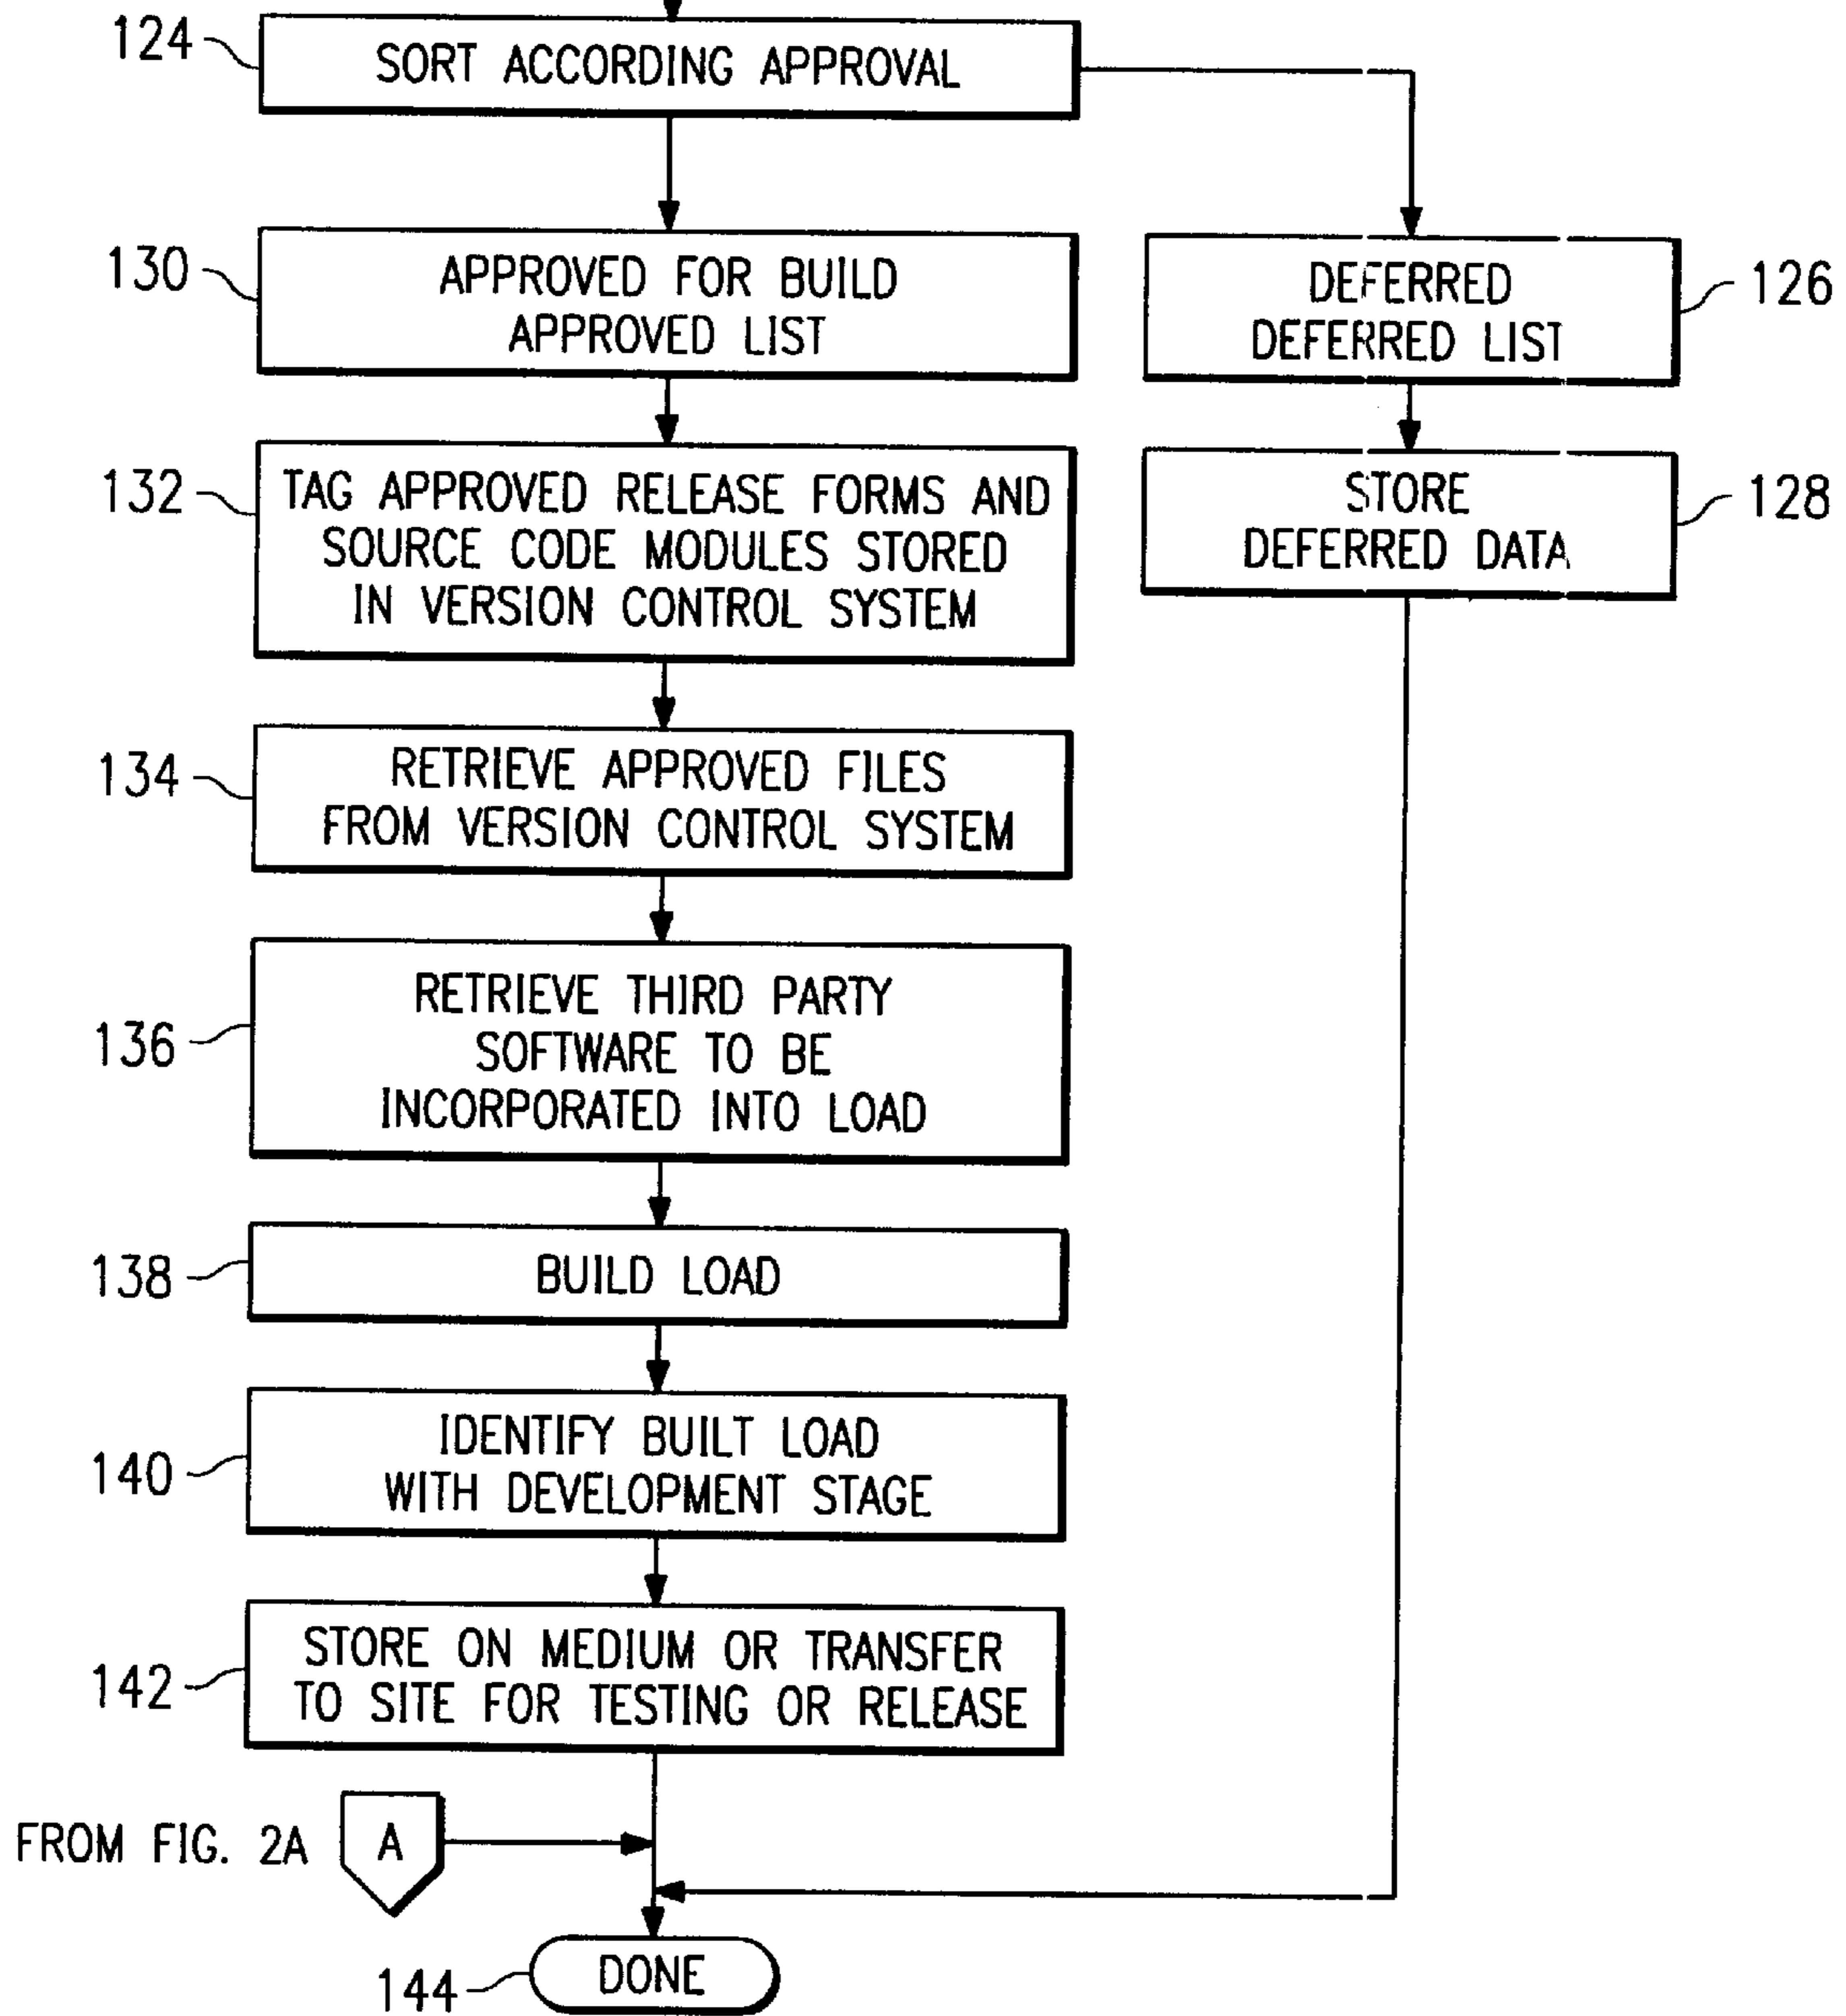 124
SORT ACCORDING APPROVAL
130
APPROVED FOR BUILD
APPROVED LIST
DEFERRED
DEFERRED LIST
126
132
TAG APPROVED RELEASE FORMS AND
SOURCE CODE MODULES STORED
IN VERSION CONTROL SYSTEM
STORE
DEFERRED DATA
128
134
RETRIEVE APPROVED FILES
FROM VERSION CONTROL SYSTEM
136
RETRIEVE THIRD PARTY
SOFTWARE TO BE
INCORPORATED INTO LOAD
138
BUILD LOAD
140
IDENTIFY BUILT LOAD
WITH DEVELOPMENT STAGE
142
STORE ON MEDIUM OR TRANSFER
TO SITE FOR TESTING OR RELEASE
FROM FIG. 2A
A
144
DONE